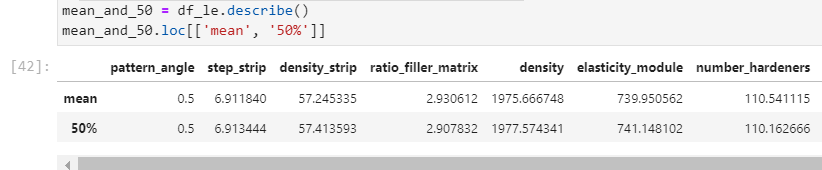 mean_and_50 = df_le.describe()
mean_and_50.loc[['mean', '50%']]
[42]:
pattern_angle step_strip density_strip ratio_filler_matrix density elasticity_module number_hardeners
mean 0.5 6.911840 57.245335 2.930612 1975.666748 739.950562 110.541115
50% 0.5 6.913444 57.413593 2.907832 1977.574341 741.148102 110.162666